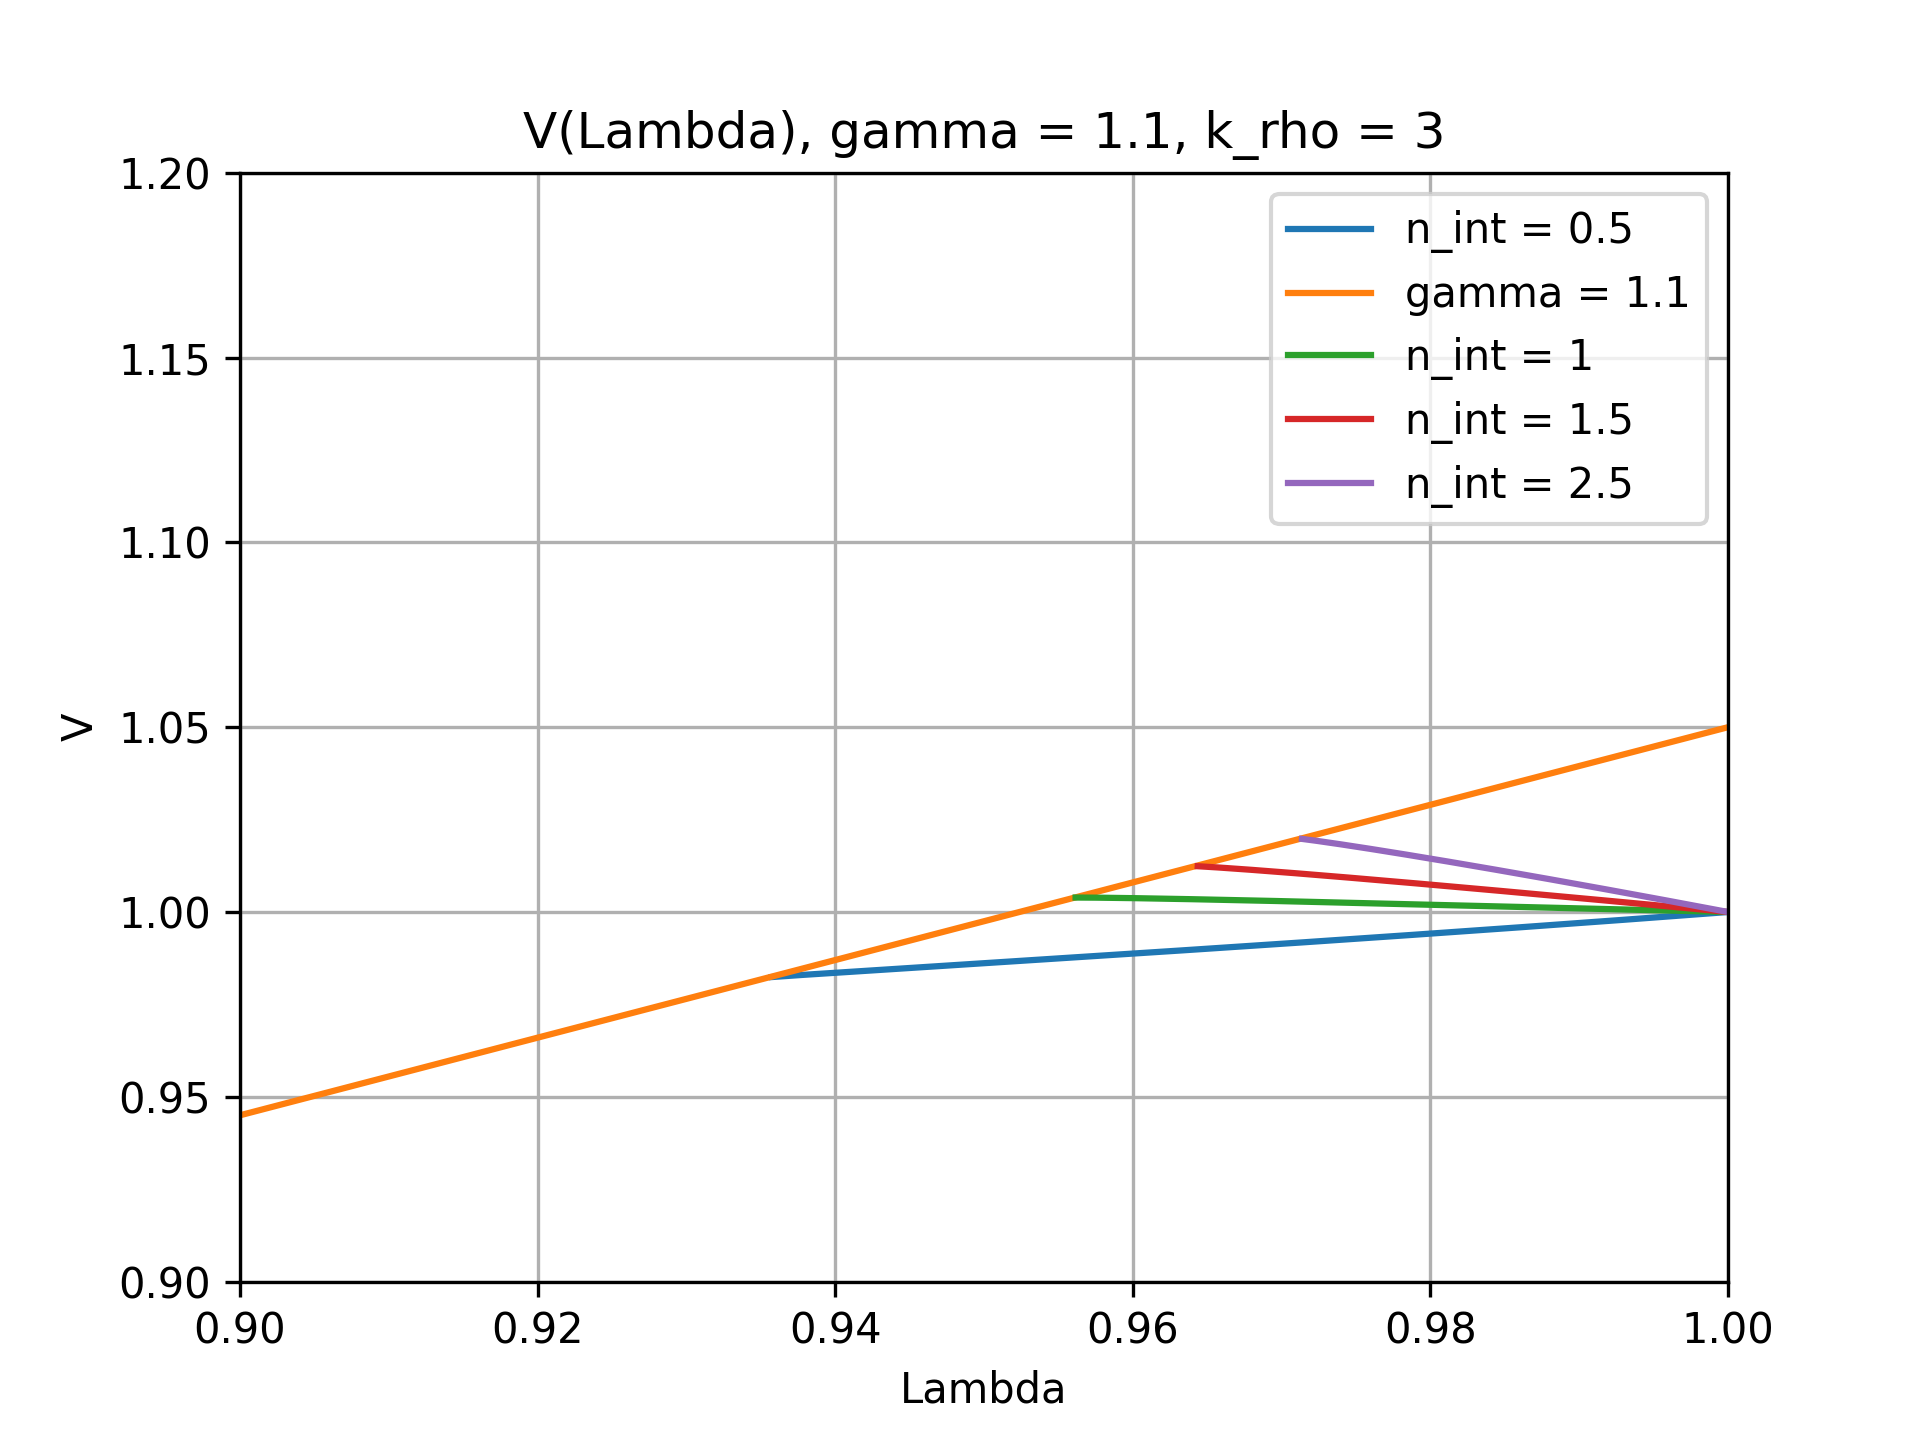 V(Lambda), gamma = 1.1, k_rho = 3
n_int = 0.5
gamma = 1.1
n_int = 1
n_int = 1.5
n_int = 2.5
V
1.20
1.15
1.10
1.05
1.00
0.95
0.90
0.90 0.92 0.94 0.96 0.98 1.00
Lambda